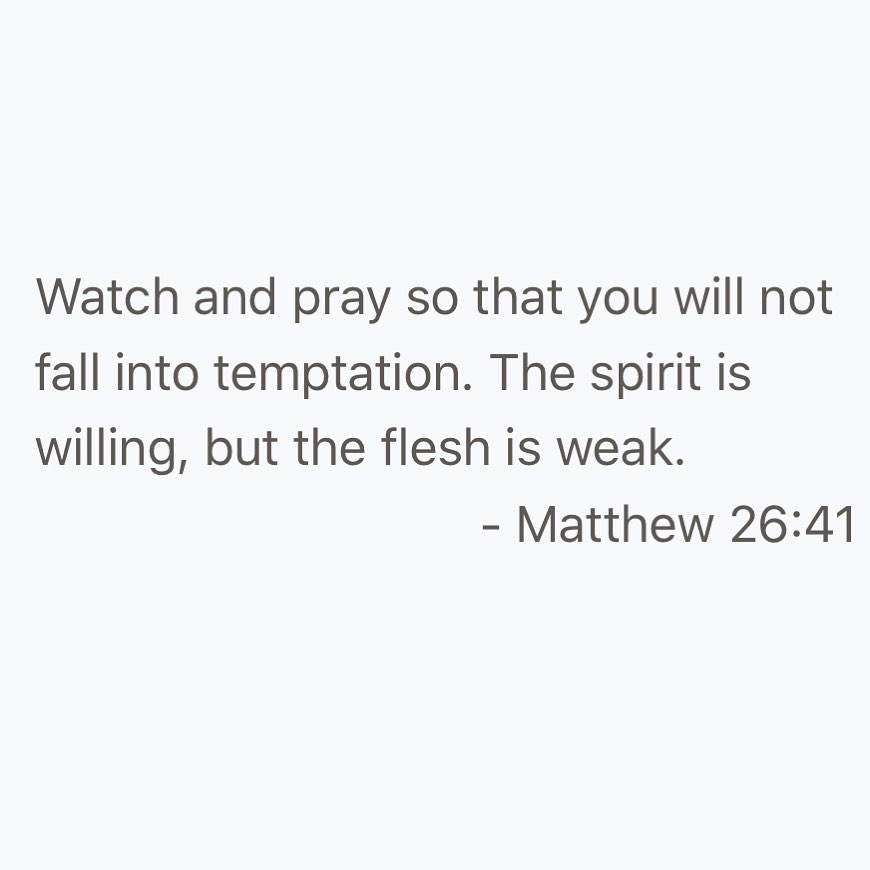 Watch and pray so that you will not
fall into temptation. The spirit is
willing, but the flesh is weak.
- Matthew 26:41